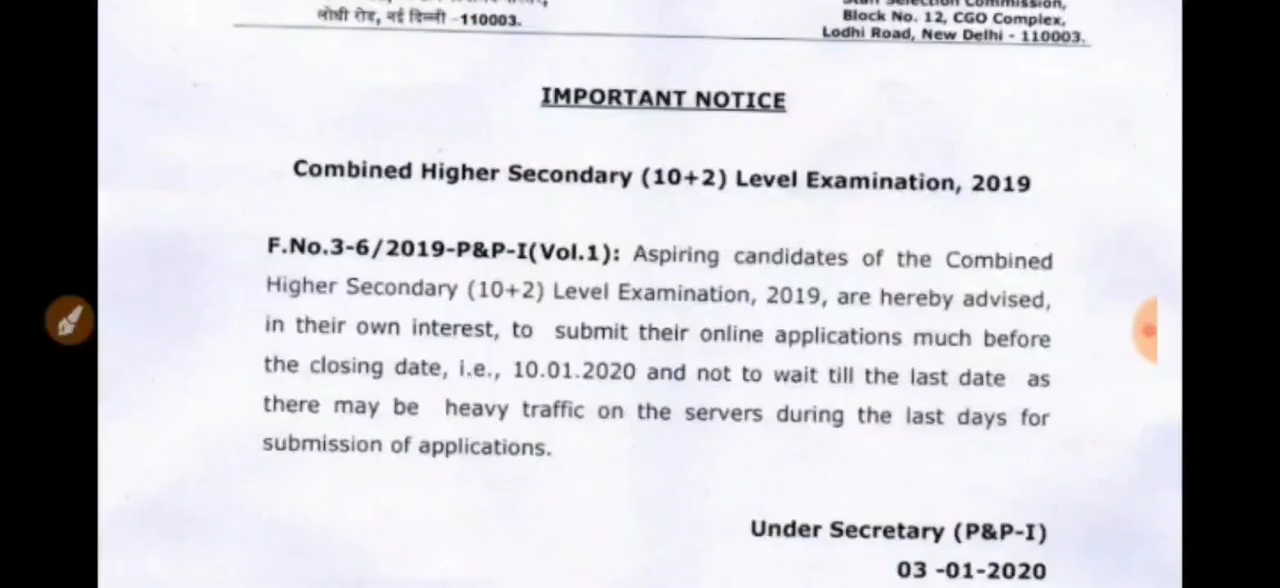 लोधी रोड, नई दिल्ली -110003.
Staff Selection Commission,
Block No. 12, CGO Complex,
Lodhi Road, New Delhi - 110003.
IMPORTANT NOTICE
Combined Higher Secondary (10+2) Level Examination, 2019
F.No.3-6/2019-P&P-I(Vol.1): Aspiring candidates of the Combined
Higher Secondary (10+2) Level Examination, 2019, are hereby advised,
in their own interest, to submit their online applications much before
the closing date, i.e., 10.01.2020 and not to wait till the last date as
there may be heavy traffic on the servers during the last days for
submission of applications.
Under Secretary (P&P-I)
03 -01-2020